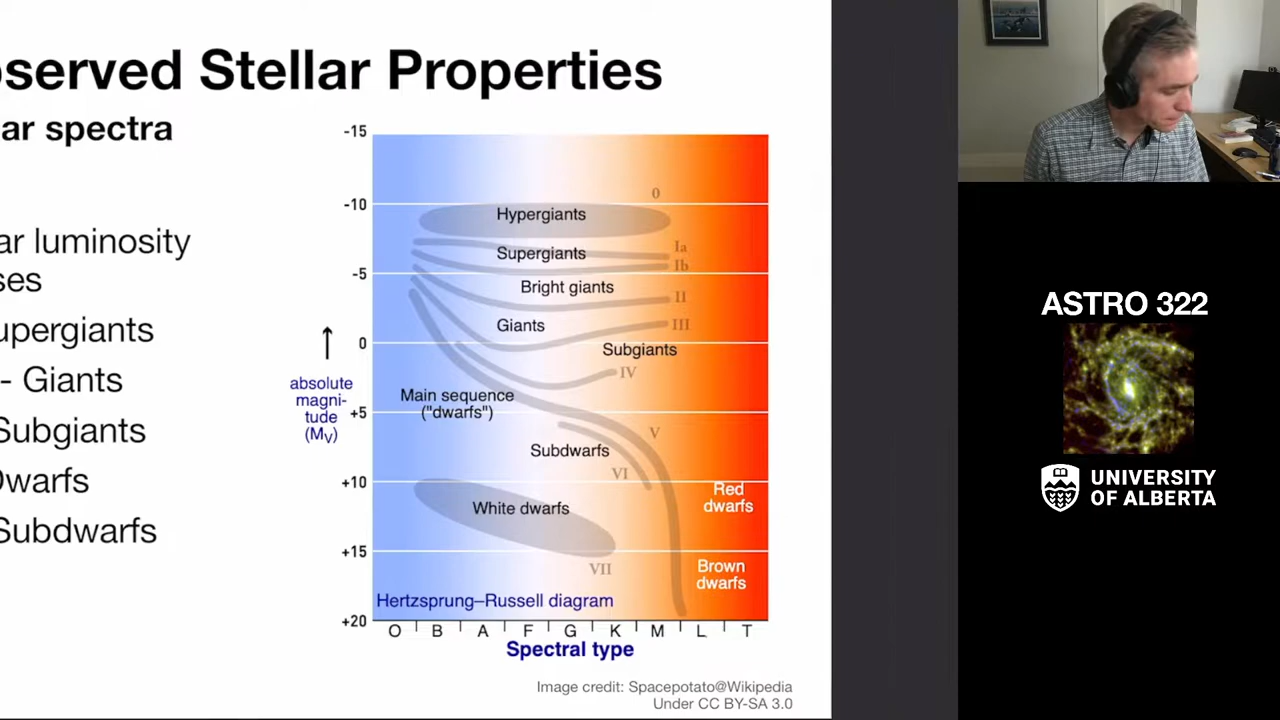 served Stellar Properties
ar spectra
ar luminosity
ses
upergiants
- Giants
Subgiants
warfs
Subdwarfs
-15
-10
-5
0
+5
+10
+15
+20
absolute
magni-
tude
(MV)
0
Hypergiants
Ia
Supergiants
Ib
Bright giants
II
Giants
III
Subgiants
IV
Main sequence
("dwarfs")
V
Subdwarfs
VI
Red
dwarfs
White dwarfs
VII
Brown
dwarfs
Hertzsprung–Russell diagram
O B A F G K M L T
Spectral type
Image credit: Spacepotato@Wikipedia
Under CC BY-SA 3.0
ASTRO 322
UNIVERSITY
OF ALBERTA